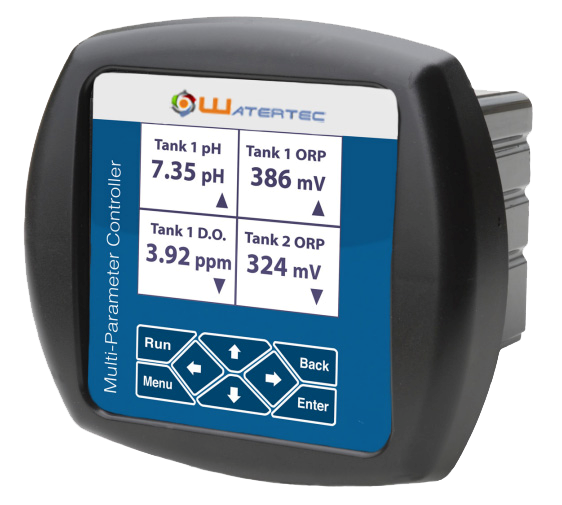 WATERTEC
Multi-Parameter Controller
Tank 1 pH
7.35 pH
Tank 1 ORP
386 mV
Tank 1 D.O.
3.92 ppm
Tank 2 ORP
324 mV
Run
Menu
Back
Enter